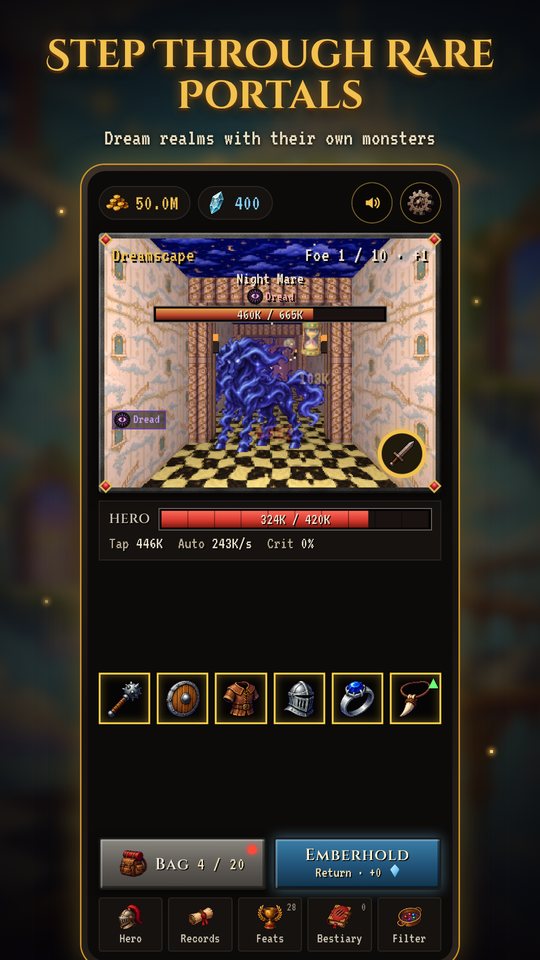 Step Through Rare
Portals
Dream realms with their own monsters
50.0M
400
Dreamscape
Foe 1 / 10 · +1
Night Mare
Dread
460K / 665K
103K
Dread
HERO
324K / 420K
Tap 446K Auto 243K/s Crit 0%
Bag 4 / 20
Emberhold
Return · +0
28
0
Hero
Records
Feats
Bestiary
Filter